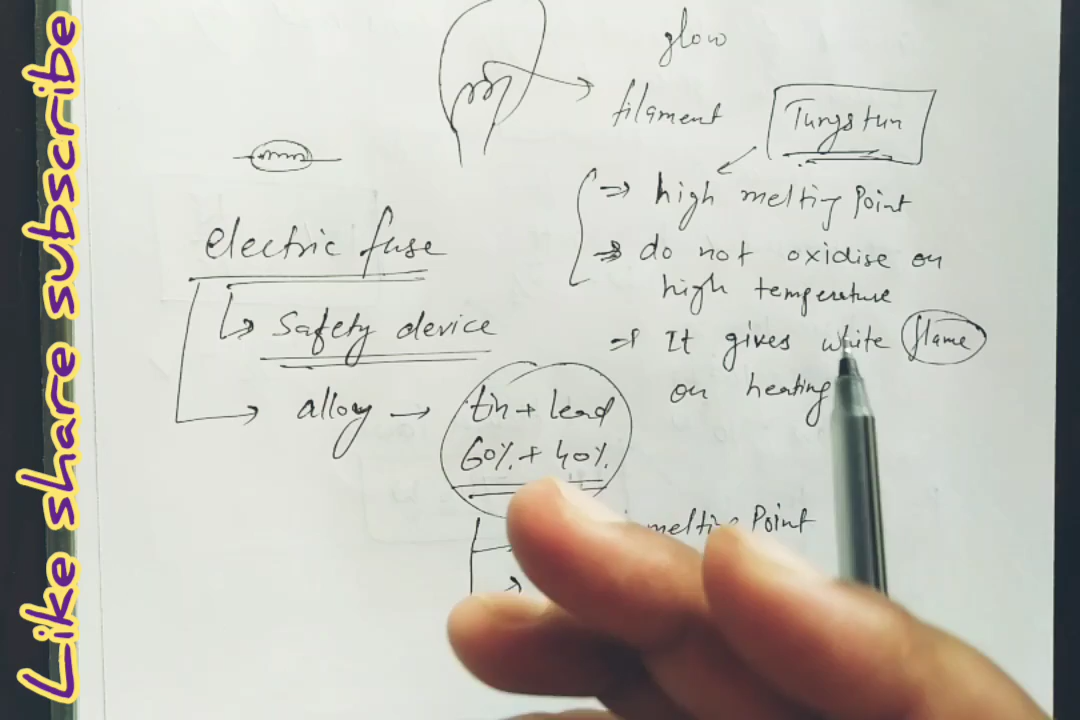 Like share subscribe
glow
filament
Tungstun
high melting Point
do not oxidise on
high temperature
It gives white flame
on heating
electric fuse
Safety device
alloy → tin + lead
60% + 40%
melting Point